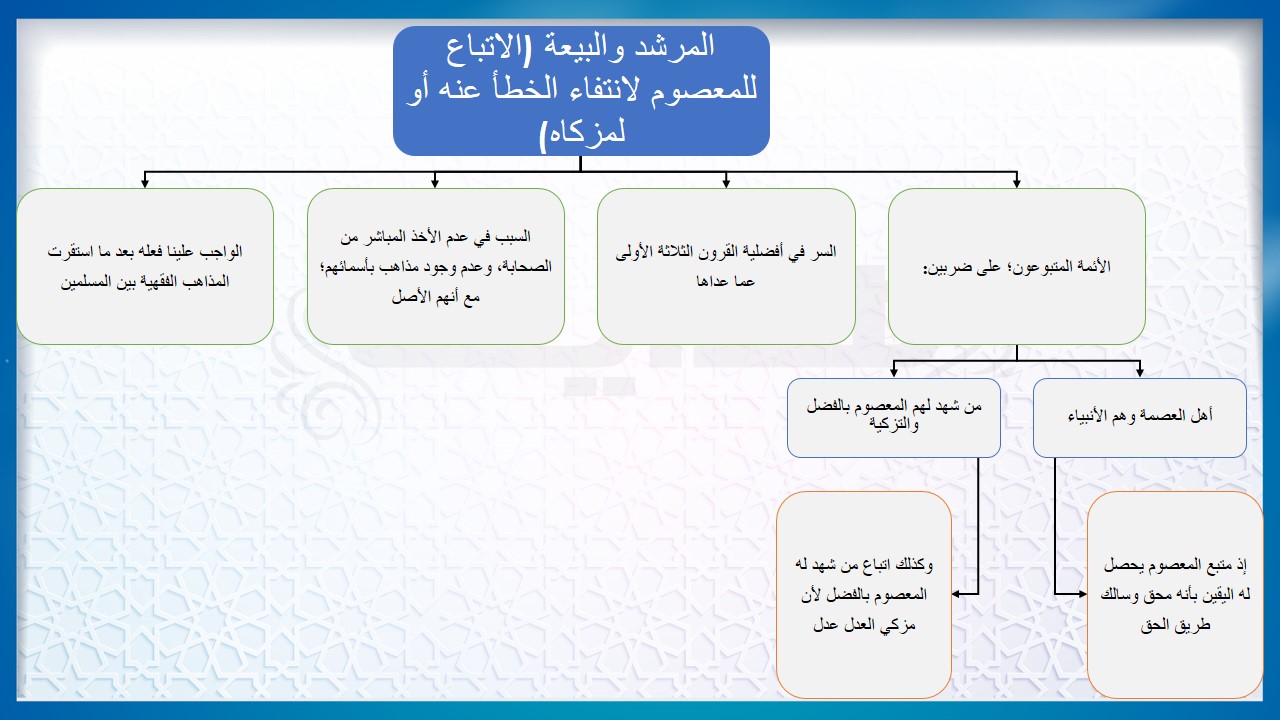 المرشد والبيعة (الاتباع
للمعصوم لانتفاء الخطأ عنه أو
لمزكاه)
الأئمة المتبوعون؛ على ضربين:
السر في أفضلية القرون الثلاثة الأولى
عما عداها
السبب في عدم الأخذ المباشر من
الصحابة، وعدم وجود مذاهب بأسمائهم؛
مع أنهم الأصل
الواجب علينا فعله بعد ما استقرت
المذاهب الفقهية بين المسلمين
أهل العصمة وهم الأنبياء
من شهد لهم المعصوم بالفضل
والتزكية
إذ متبع المعصوم يحصل
له اليقين بأنه محق وسالك
طريق الحق
وكذلك اتباع من شهد له
المعصوم بالفضل لأن
مزكي العدل عدل